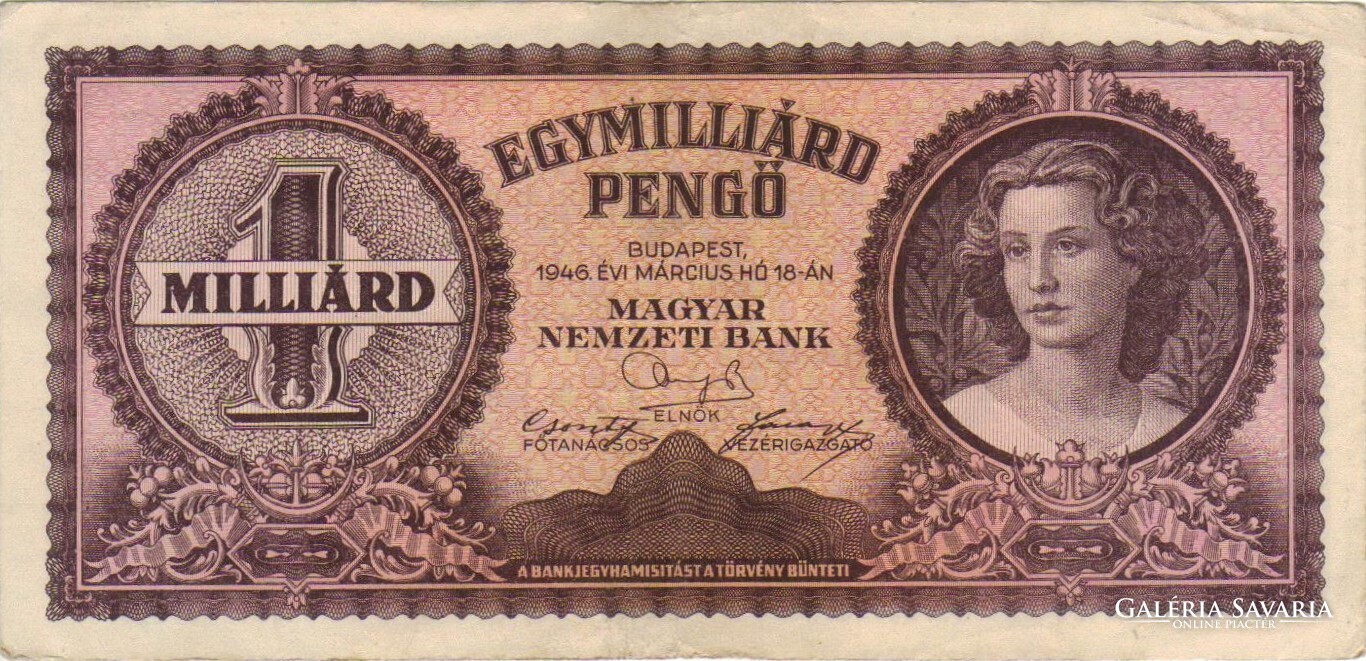 EGYMILLIÁRD
PENGŐ
1
MILLIÁRD
BUDAPEST,
1946. ÉVI MÁRCIUS HÓ 18-ÁN
MAGYAR
NEMZETI BANK
ELNÖK
FŐTANÁCSOS VEZÉRIGAZGATÓ
A BANKJEGYHAMISITÁST A TÖRVÉNY BÜNTETI
GALÉRIA SAVARIA
ONLINE PIACTÉR